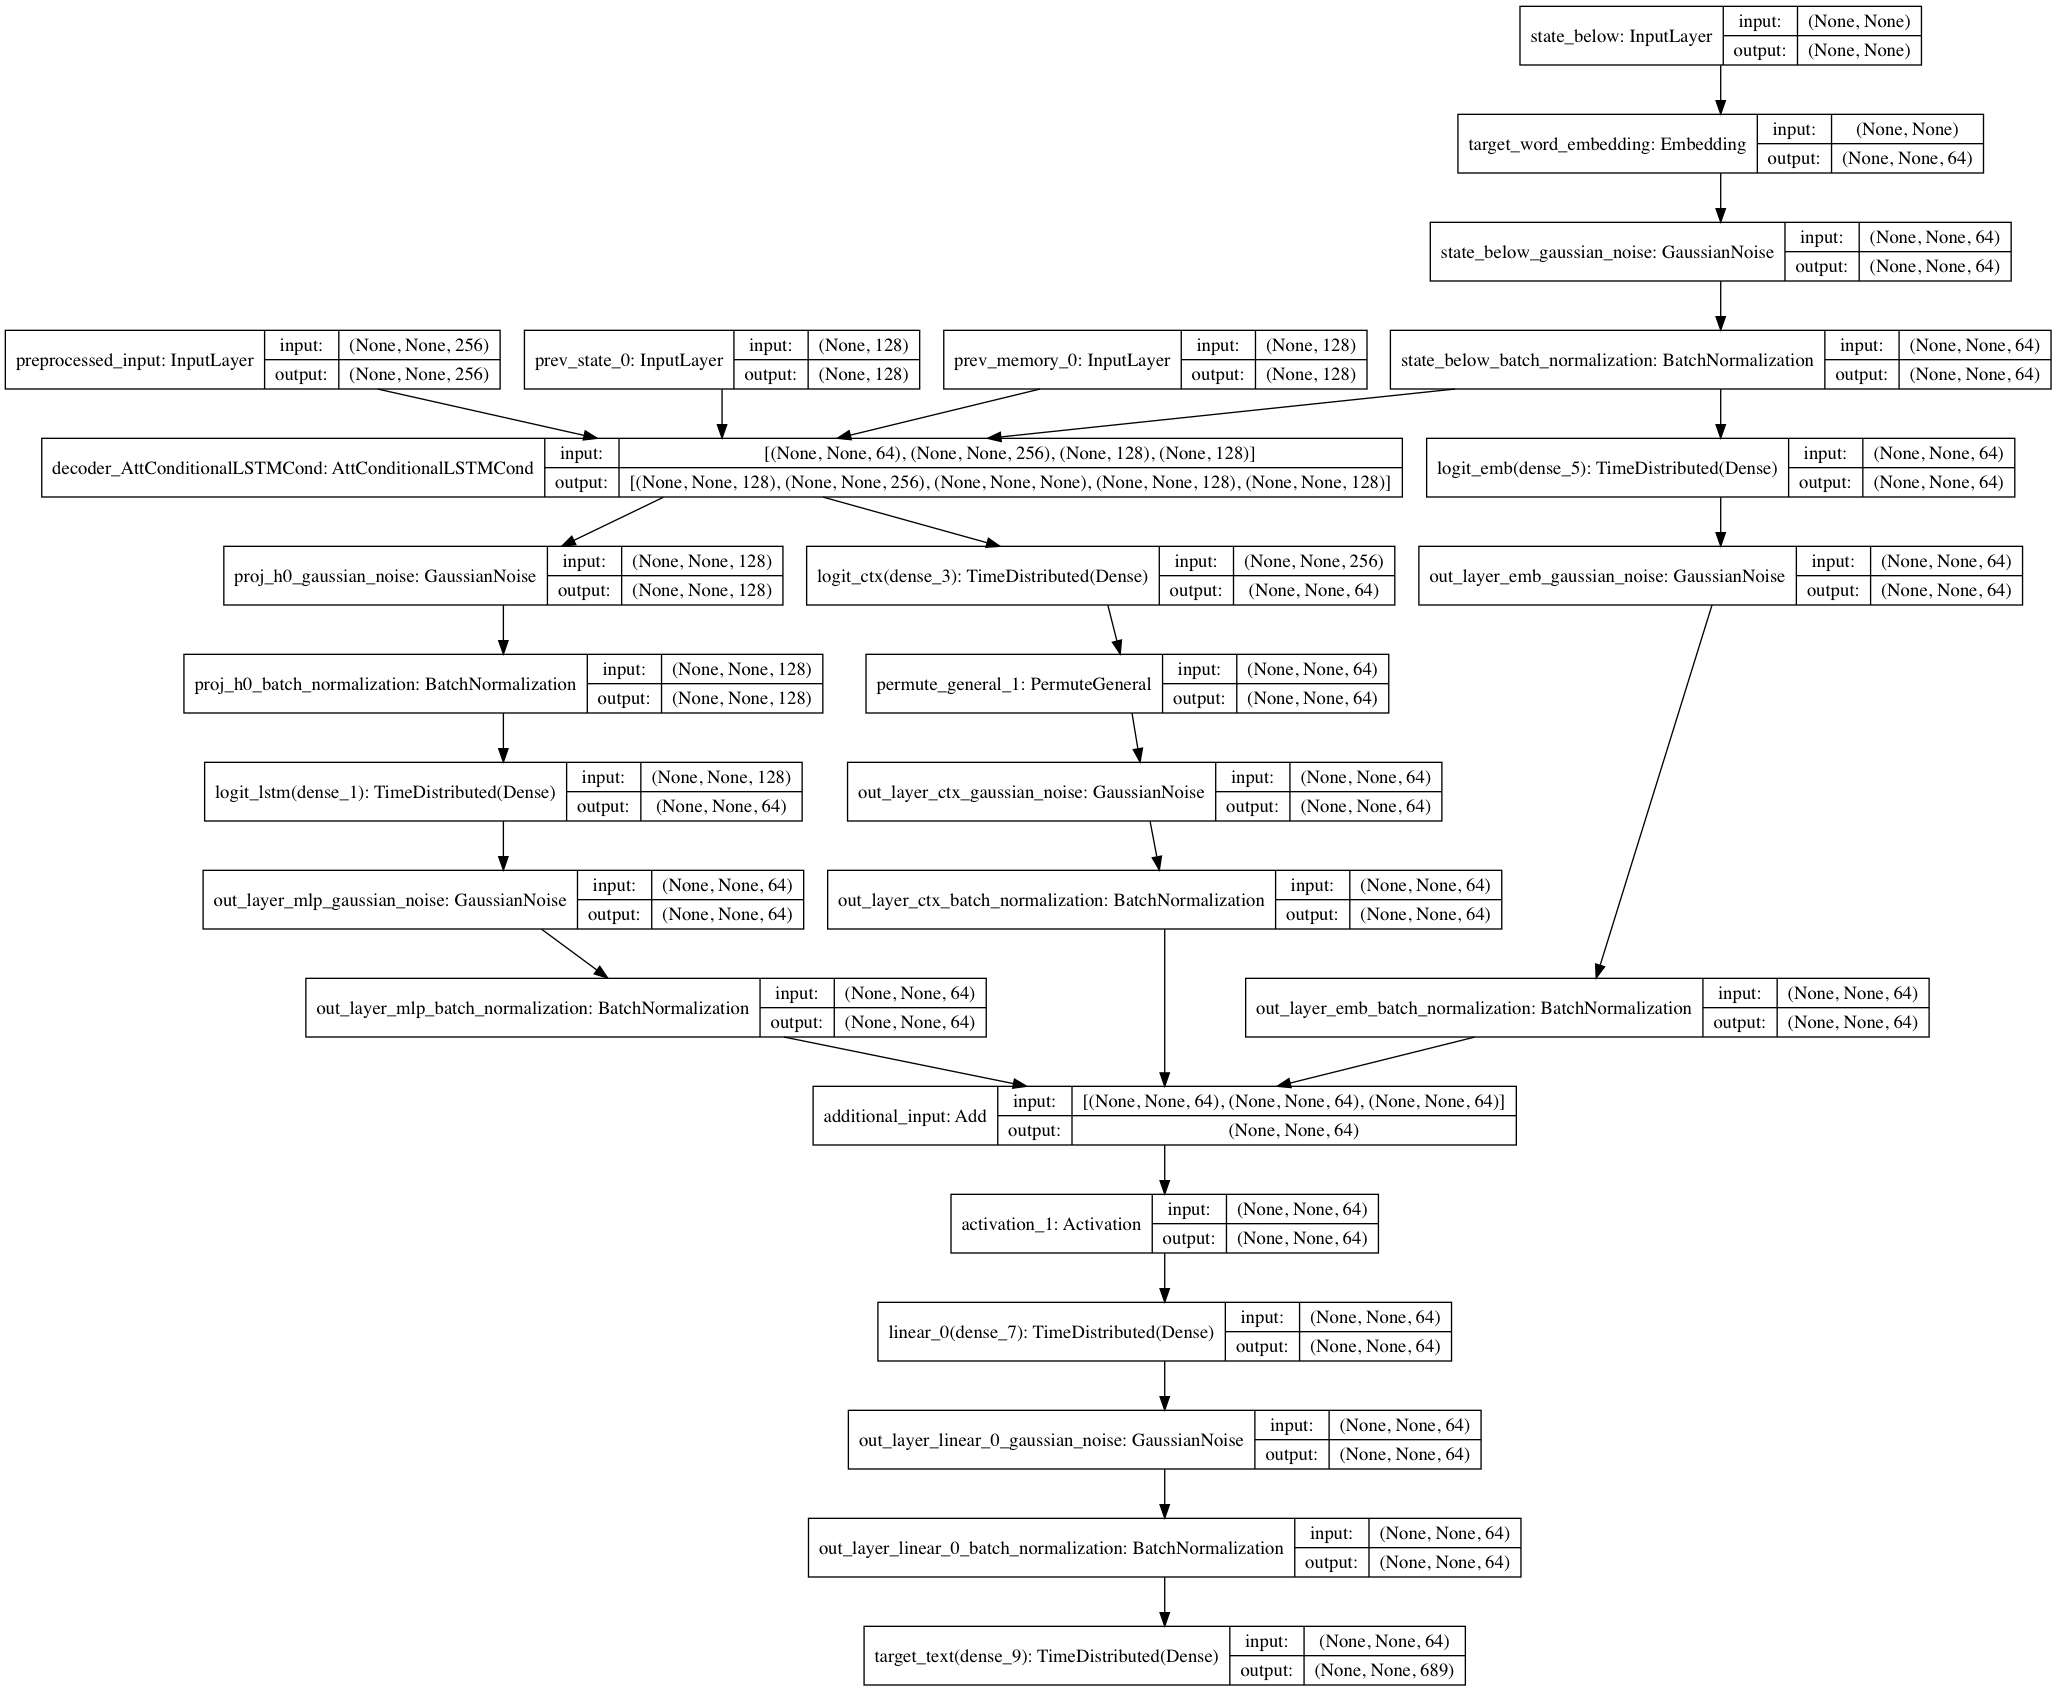 state_below: InputLayer
input: (None, None)
output: (None, None)
target_word_embedding: Embedding
input: (None, None)
output: (None, None, 64)
state_below_gaussian_noise: GaussianNoise
input: (None, None, 64)
output: (None, None, 64)
preprocessed_input: InputLayer
input: (None, None, 256)
output: (None, None, 256)
prev_state_0: InputLayer
input: (None, 128)
output: (None, 128)
prev_memory_0: InputLayer
input: (None, 128)
output: (None, 128)
state_below_batch_normalization: BatchNormalization
input: (None, None, 64)
output: (None, None, 64)
decoder_AttConditionalLSTMCond: AttConditionalLSTMCond
input: [(None, None, 64), (None, None, 256), (None, 128), (None, 128)]
output: [(None, None, 128), (None, None, 256), (None, None, None), (None, None, 128), (None, None, 128)]
logit_emb(dense_5): TimeDistributed(Dense)
input: (None, None, 64)
output: (None, None, 64)
proj_h0_gaussian_noise: GaussianNoise
input: (None, None, 128)
output: (None, None, 128)
logit_ctx(dense_3): TimeDistributed(Dense)
input: (None, None, 256)
output: (None, None, 64)
out_layer_emb_gaussian_noise: GaussianNoise
input: (None, None, 64)
output: (None, None, 64)
proj_h0_batch_normalization: BatchNormalization
input: (None, None, 128)
output: (None, None, 128)
permute_general_1: PermuteGeneral
input: (None, None, 64)
output: (None, None, 64)
logit_lstm(dense_1): TimeDistributed(Dense)
input: (None, None, 128)
output: (None, None, 64)
out_layer_ctx_gaussian_noise: GaussianNoise
input: (None, None, 64)
output: (None, None, 64)
out_layer_mlp_gaussian_noise: GaussianNoise
input: (None, None, 64)
output: (None, None, 64)
out_layer_ctx_batch_normalization: BatchNormalization
input: (None, None, 64)
output: (None, None, 64)
out_layer_mlp_batch_normalization: BatchNormalization
input: (None, None, 64)
output: (None, None, 64)
out_layer_emb_batch_normalization: BatchNormalization
input: (None, None, 64)
output: (None, None, 64)
additional_input: Add
input: [(None, None, 64), (None, None, 64), (None, None, 64)]
output: (None, None, 64)
activation_1: Activation
input: (None, None, 64)
output: (None, None, 64)
linear_0(dense_7): TimeDistributed(Dense)
input: (None, None, 64)
output: (None, None, 64)
out_layer_linear_0_gaussian_noise: GaussianNoise
input: (None, None, 64)
output: (None, None, 64)
out_layer_linear_0_batch_normalization: BatchNormalization
input: (None, None, 64)
output: (None, None, 64)
target_text(dense_9): TimeDistributed(Dense)
input: (None, None, 64)
output: (None, None, 689)